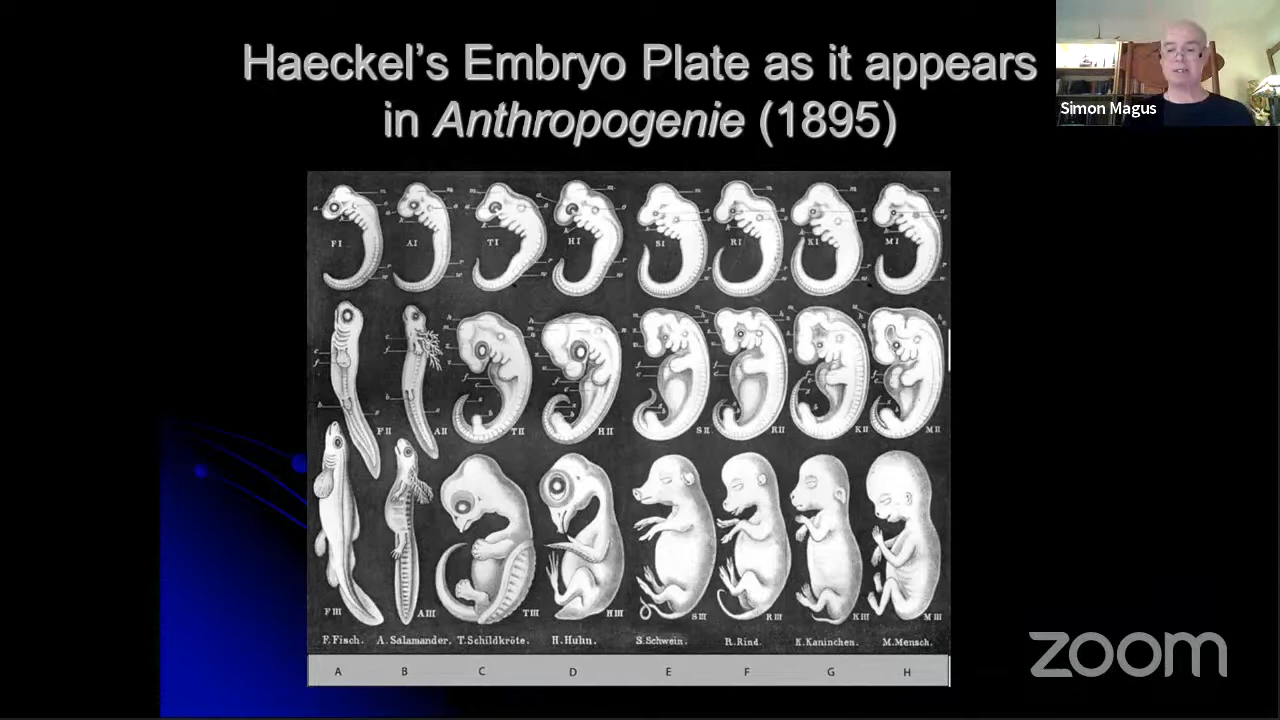 Haeckel's Embryo Plate as it appears
in Anthropogenie (1895)
Simon Magus
F I A I T I H I S I R I K I M I
F II A II T II H II S II. R II K II M II
F III A III T III H III S III R III K III M III
F. Fisch. A. Salamander. T. Schildkröte. H. Huhn. S. Schwein. R. Rind. K. Kaninchen. M. Mensch.
A B C D E F G H
zoom